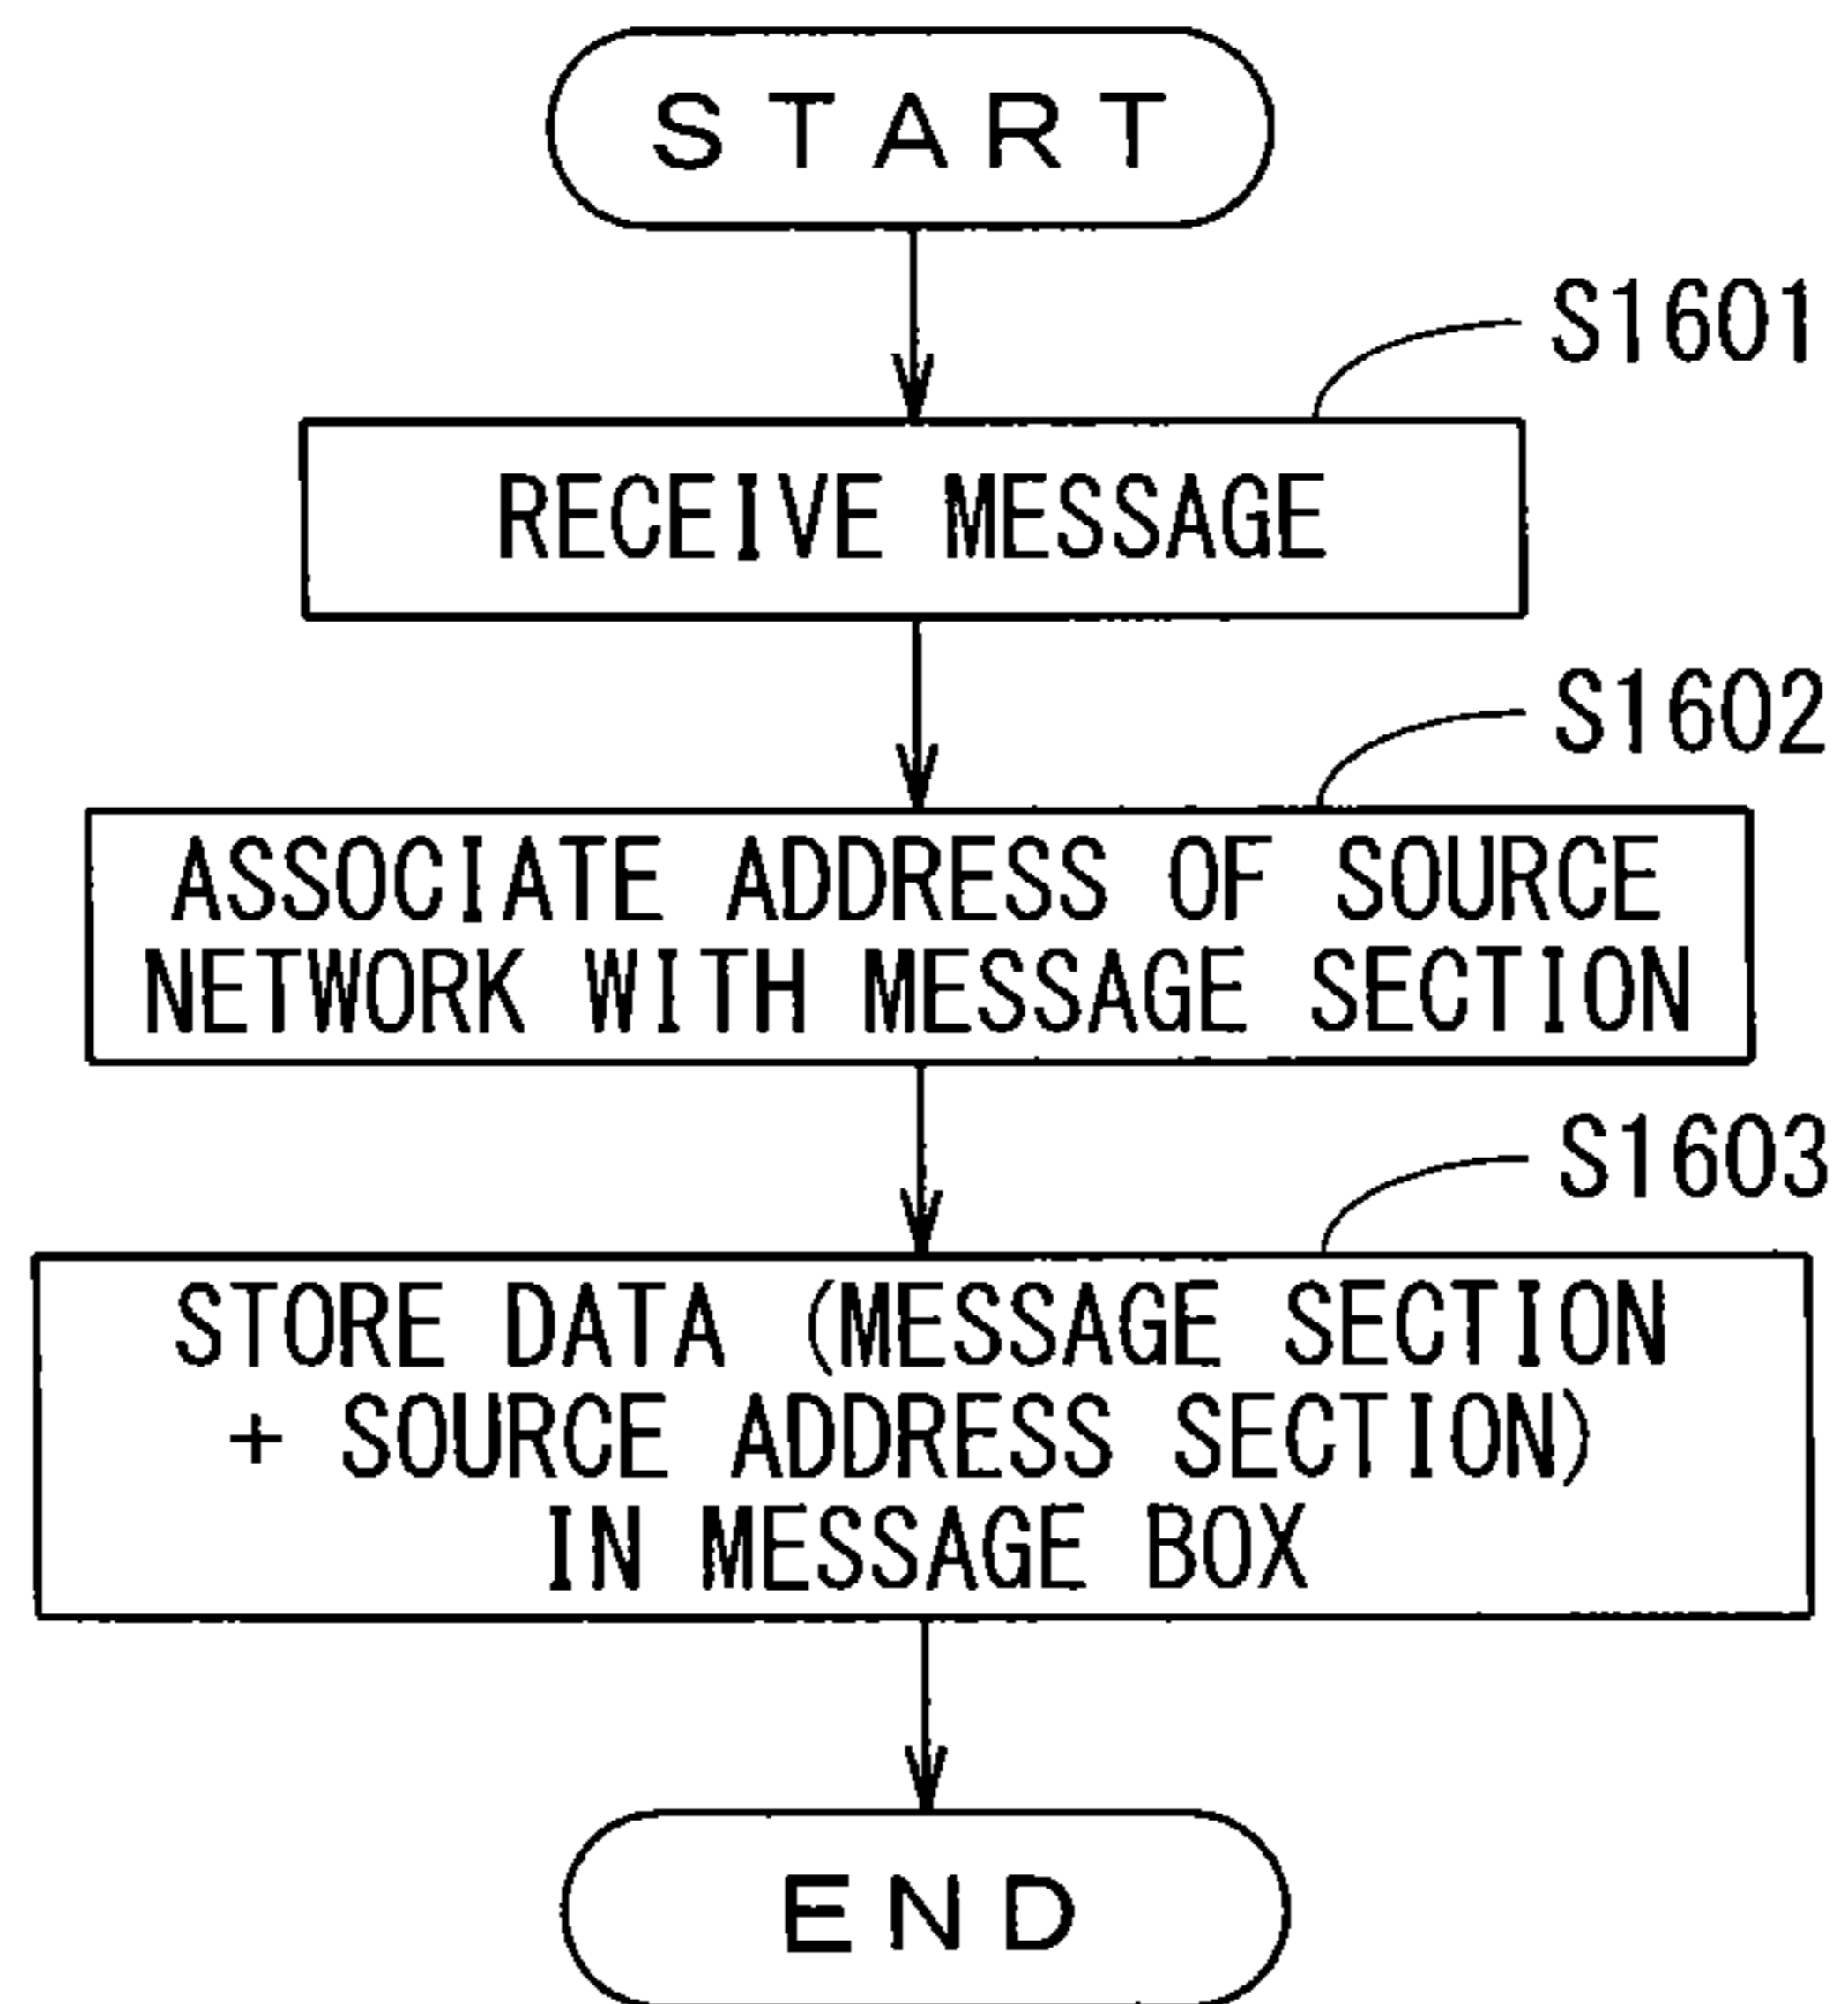 START
S1601
RECEIVE MESSAGE
S1602
ASSOCIATE ADDRESS OF SOURCE
NETWORK WITH MESSAGE SECTION
S1603
STORE DATA (MESSAGE SECTION
+ SOURCE ADDRESS SECTION)
IN MESSAGE BOX
END